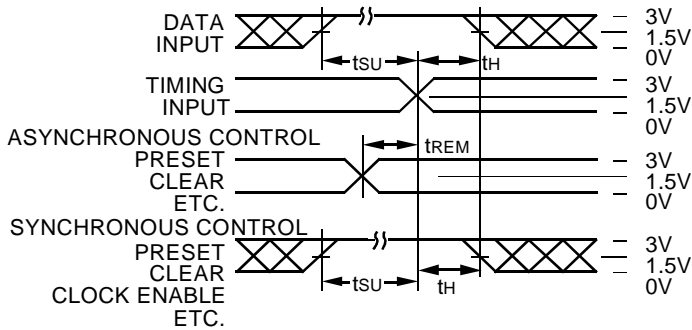 DATA
INPUT
tSU
tH
3V
1.5V
0V
TIMING
INPUT
3V
1.5V
0V
ASYNCHRONOUS CONTROL
PRESET
CLEAR
ETC.
tREM
3V
1.5V
0V
SYNCHRONOUS CONTROL
PRESET
CLEAR
CLOCK ENABLE
ETC.
tSU
tH
3V
1.5V
0V